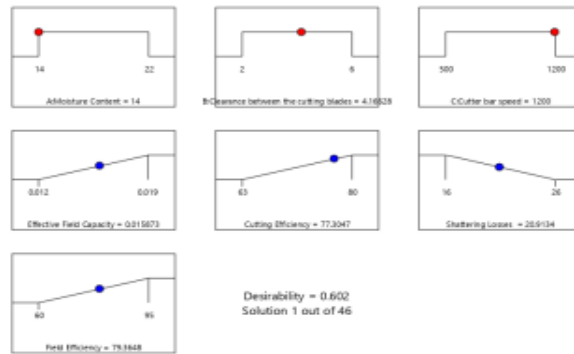 14 22
A:Moisture Content = 14
2 6
B:Clearance between the cutting blades = 4.16628
500 1200
C:Cutter bar speed = 1200
0.012 0.019
Effective Field Capacity = 0.015873
63 80
Cutting Efficiency = 77.3047
16 26
Shattering Losses = 20.9134
60 95
Field Efficiency = 79.3648
Desirability = 0.602
Solution 1 out of 46